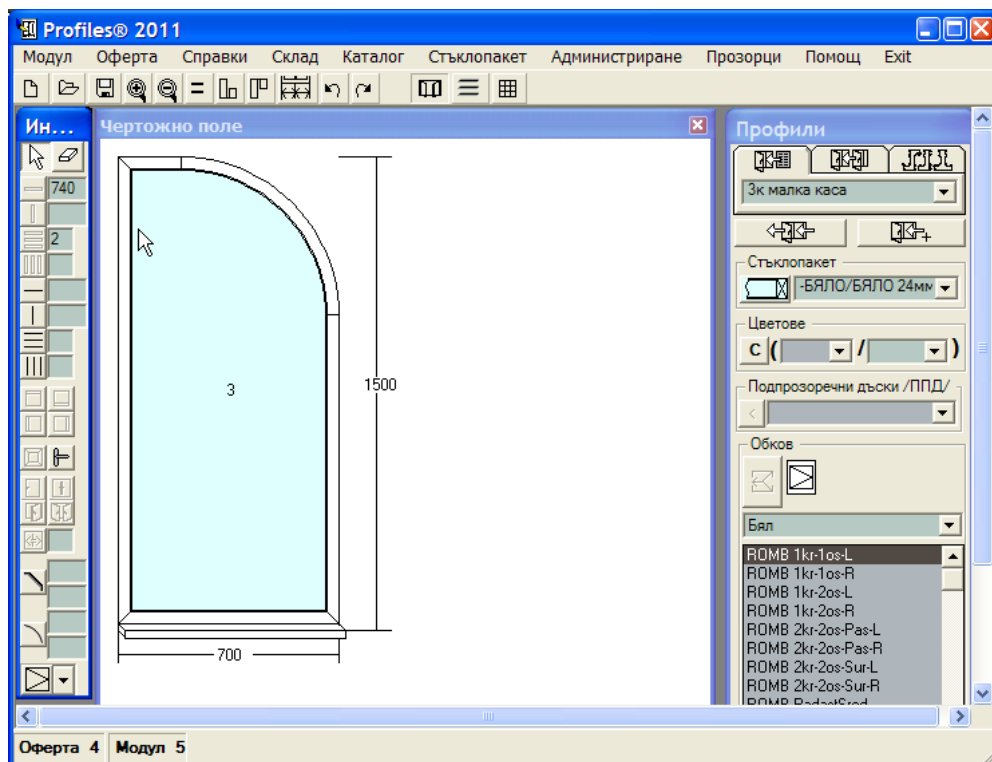 Profiles® 2011
Модул Оферта Справки Склад Каталог Стъклопакет Администриране Прозорци Помощ Exit
Ин...
740
2
Чертожно поле
3
1500
700
Профили
3к малка каса
Стъклопакет
-БЯЛО/БЯЛО 24мм
Цветове
C ( / )
Подпрозоречни дъски /ППД/
<
Обков
Бял
ROMB 1kr-1os-L
ROMB 1kr-1os-R
ROMB 1kr-2os-L
ROMB 1kr-2os-R
ROMB 2kr-2os-Pas-L
ROMB 2kr-2os-Pas-R
ROMB 2kr-2os-Sur-L
ROMB 2kr-2os-Sur-R
ROMB
Оферта 4 Модул 5